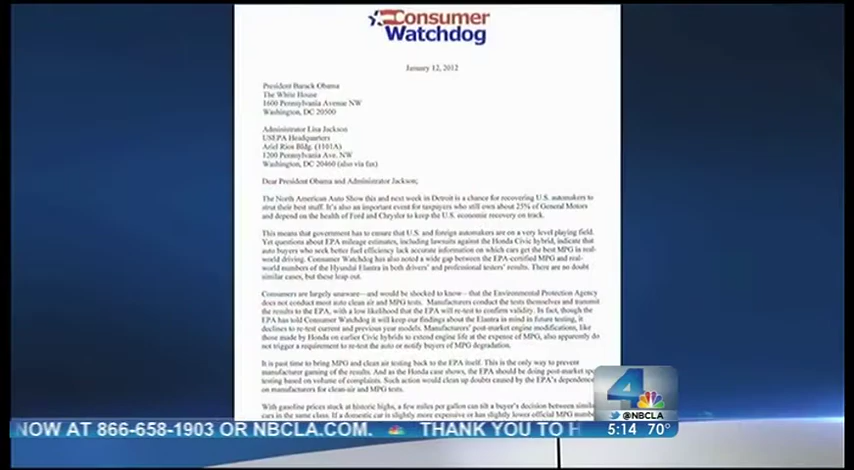 Consumer
Watchdog
January 12, 2012
President Barack Obama
The White House
1600 Pennsylvania Avenue NW
Washington, DC 20500
Administrator Lisa Jackson
USEPA Headquarters
Ariel Rios Bldg. (1101A)
1200 Pennsylvania Ave. NW
Washington, DC 20460 (also via fax)
Dear President Obama and Administrator Jackson;
The North American Auto Show this and next week in Detroit is a chance for recovering U.S. automakers to
strut their best stuff. It's also an important event for taxpayers who still own about 25% of General Motors
and depend on the health of Ford and Chrysler to keep the U.S. economic recovery on track.
This means that government has to ensure that U.S. and foreign automakers are on a very level playing field.
Yet questions about EPA mileage estimates, including lawsuits against the Honda Civic hybrid, indicate that
auto buyers who seek better fuel efficiency lack accurate information on which cars get the best MPG in real-
world driving. Consumer Watchdog has also noted a wide gap between the EPA-certified MPG and real-
world numbers of the Hyundai Elantra in both drivers' and professional testers' results. There are no doubt
similar cases, but these leap out.
Consumers are largely unaware—and would be shocked to know—that the Environmental Protection Agency
does not conduct most auto clean air and MPG tests. Manufacturers conduct the tests themselves and transmit
the results to the EPA, with a low likelihood that the EPA will re-test to confirm validity. In fact, though the
EPA has told Consumer Watchdog it will keep our findings about the Elantra in mind in future testing, it
declines to re-test current and previous year models. Manufacturers' post-market engine modifications, like
those made by Honda on earlier Civic hybrids to extend engine life at the expense of MPG, also apparently do
not trigger a requirement to re-test the auto or notify buyers of MPG degradation.
It is past time to bring MPG and clean air testing back to the EPA itself. This is the only way to prevent
manufacturer gaming of the results. And as the Honda case shows, the EPA should be doing post-market sp
testing based on volume of complaints. Such action would clean up doubts caused by the EPA's dependence
on manufacturers for clean-air and MPG tests.
With gasoline prices stuck at historic highs, a few miles per gallon can tilt a buyer's decision between simila
cars in the same class. If a domestic car is slightly more expensive or has slightly lower official MPG numb
4
@NBCLA
5:14 70°
NOW AT 866-658-1903 OR NBCLA.COM. THANK YOU TO H